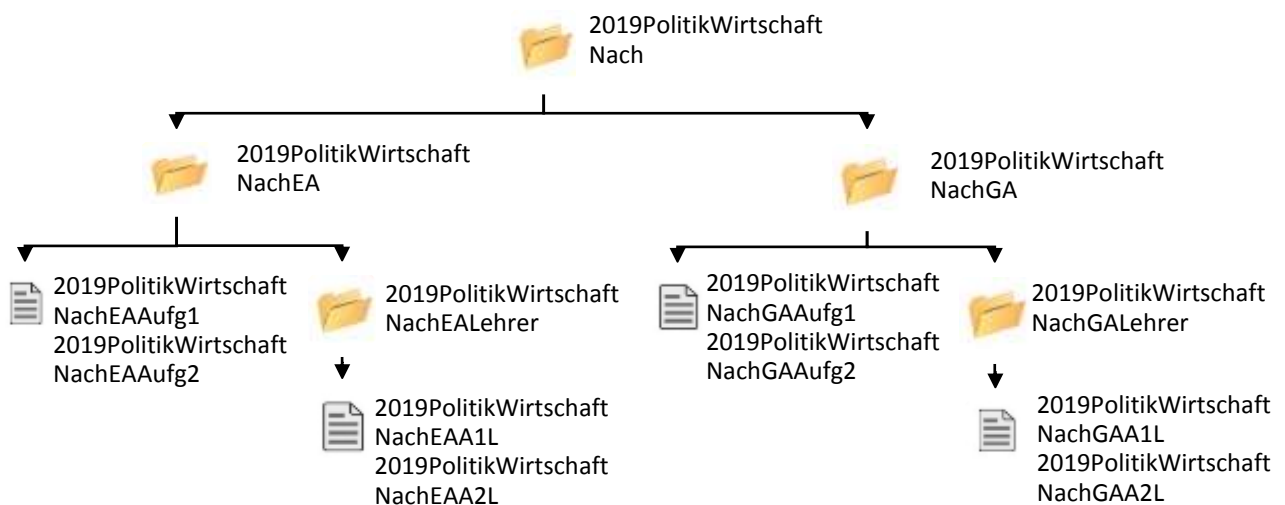 2019PolitikWirtschaft
Nach
2019PolitikWirtschaft
NachEA
2019PolitikWirtschaft
NachGA
2019PolitikWirtschaft
NachEAAufg1
2019PolitikWirtschaft
NachEAAufg2
2019PolitikWirtschaft
NachEALehrer
2019PolitikWirtschaft
NachGAAufg1
2019PolitikWirtschaft
NachGAAufg2
2019PolitikWirtschaft
NachGALehrer
2019PolitikWirtschaft
NachEAA1L
2019PolitikWirtschaft
NachEAA2L
2019PolitikWirtschaft
NachGAA1L
2019PolitikWirtschaft
NachGAA2L